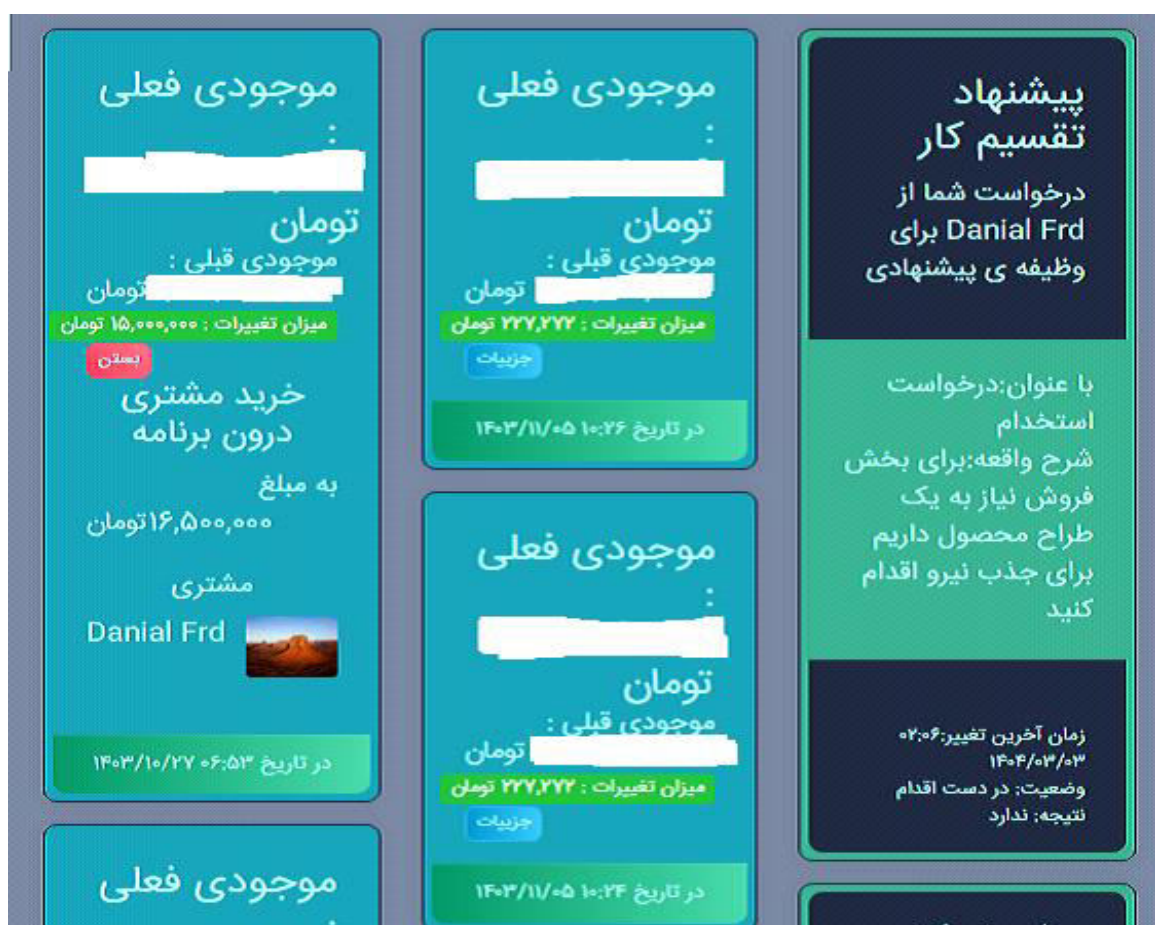 پیشنهاد
تقسیم کار
درخواست شما از
Danial Frd برای
وظیفه ی پیشنهادی
با عنوان:درخواست
استخدام
شرح واقعه:برای بخش
فروش نیاز به یک
طراح محصول داریم
برای جذب نیرو اقدام
کنید
زمان آخرین تغییر:۰۲:۰۶
۱۴۰۴/۰۳/۰۳
وضعیت: در دست اقدام
نتیجه: ندارد
موجودی فعلی
:
تومان
موجودی قبلی :
تومان
میزان تغییرات : ۲۲۷,۲۷۲ تومان
جزییات
در تاریخ ۱۰:۲۶ ۱۴۰۳/۱۱/۰۵
موجودی فعلی
:
تومان
موجودی قبلی :
تومان
میزان تغییرات : ۲۲۷,۲۷۲ تومان
جزییات
در تاریخ ۱۰:۲۴ ۱۴۰۳/۱۱/۰۵
موجودی فعلی
:
تومان
موجودی قبلی :
تومان
میزان تغییرات : ۱۵,۰۰۰,۰۰۰ تومان
بستن
خرید مشتری
درون برنامه
به مبلغ
۱۶,۵۰۰,۰۰۰تومان
مشتری
Danial Frd
در تاریخ ۰۶:۵۳ ۱۴۰۳/۱۰/۲۷
موجودی فعلی